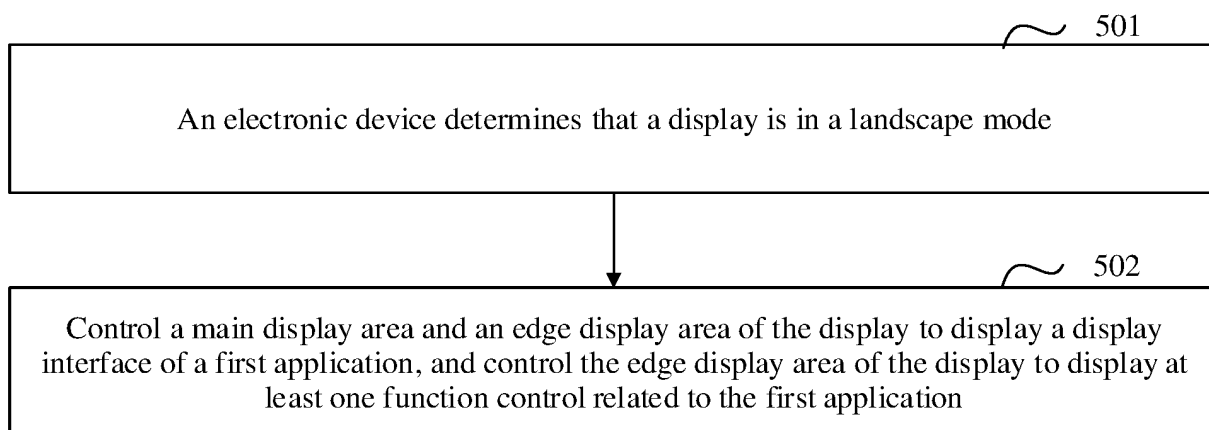 501
An electronic device determines that a display is in a landscape mode
502
Control a main display area and an edge display area of the display to display a display
interface of a first application, and control the edge display area of the display to display at
least one function control related to the first application